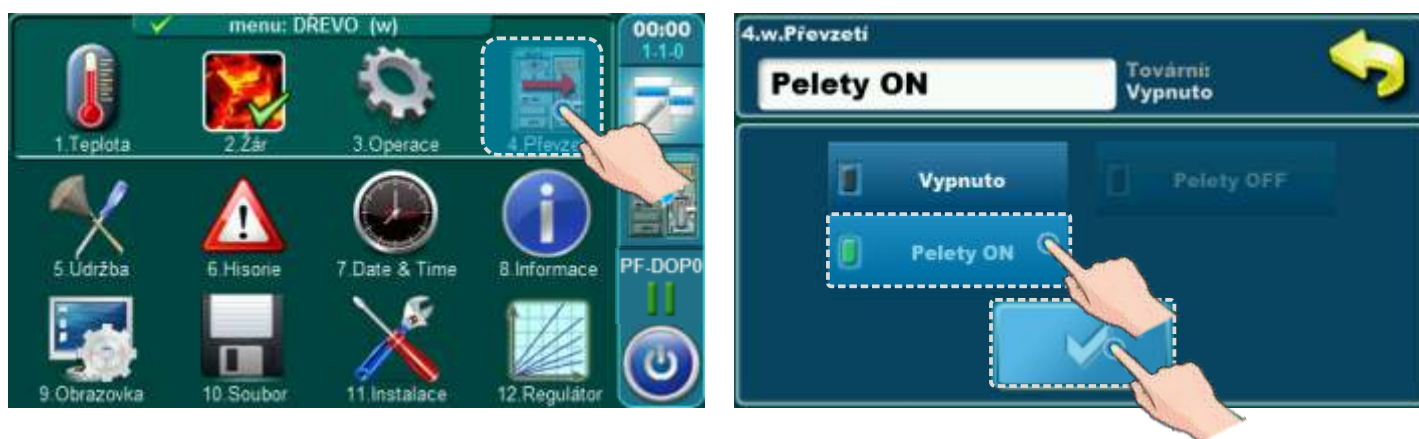 menu: DŘEVO (w)
00:00
1.1.0
1.Teplota
2.Žár
3.Operace
5.Údržba
6.Hisorie
7.Date & Time
8.Informace
PF-DOP0
9.Obrazovka
10.Soubor
11.Instalace
12.Regulátor
4.w.Převzetí
Pelety ON
Tovární:
Vypnuto
Vypnuto
Pelety OFF
Pelety ON